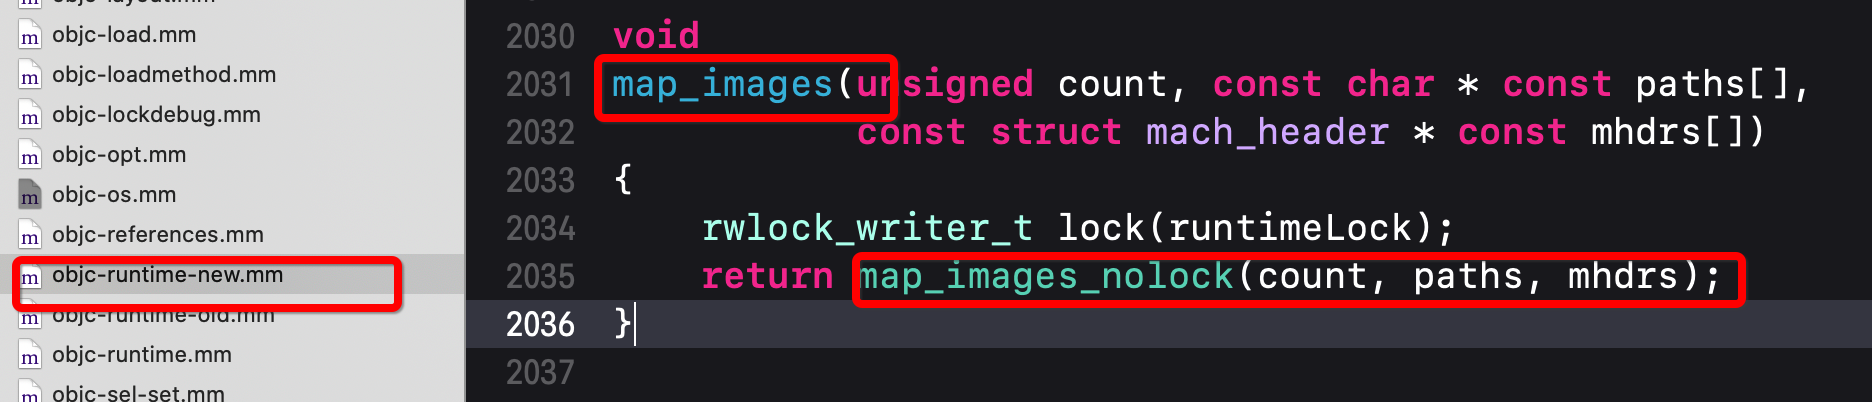 objc-layout.mm
objc-load.mm
objc-loadmethod.mm
objc-lockdebug.mm
objc-opt.mm
objc-os.mm
objc-references.mm
objc-runtime-new.mm
objc-runtime-old.mm
objc-runtime.mm
objc-sel-set.mm
2030 void
2031 map_images(unsigned count, const char * const paths[],
2032 const struct mach_header * const mhdrs[])
2033 {
2034 rwlock_writer_t lock(runtimeLock);
2035 return map_images_nolock(count, paths, mhdrs);
2036 }
2037